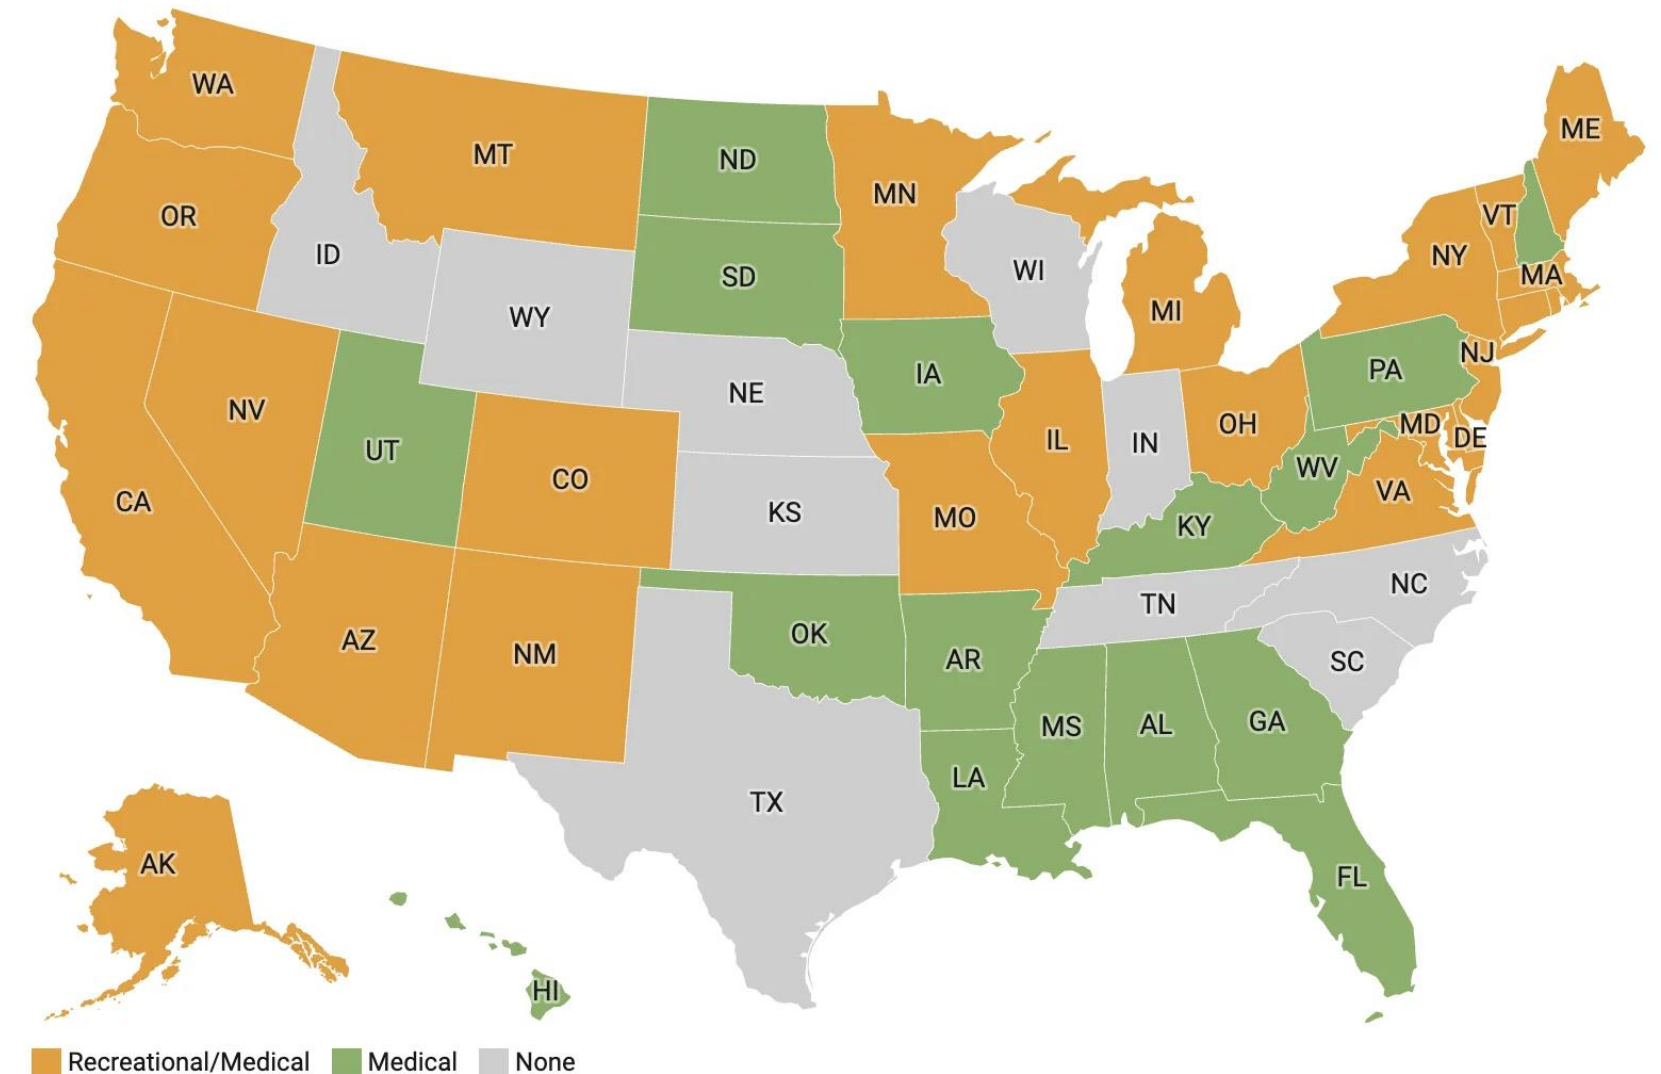 WA
ME
MT
ND
MN
OR
VT
NY
ID
WI
MA
SD
MI
WY
NJ
PA
IA
NE
NV
OH
MD
DE
IL
IN
UT
WV
CO
VA
CA
KS
MO
KY
NC
TN
OK
AZ
NM
AR
SC
GA
MS
AL
LA
TX
AK
FL
HI
Recreational/Medical Medical None